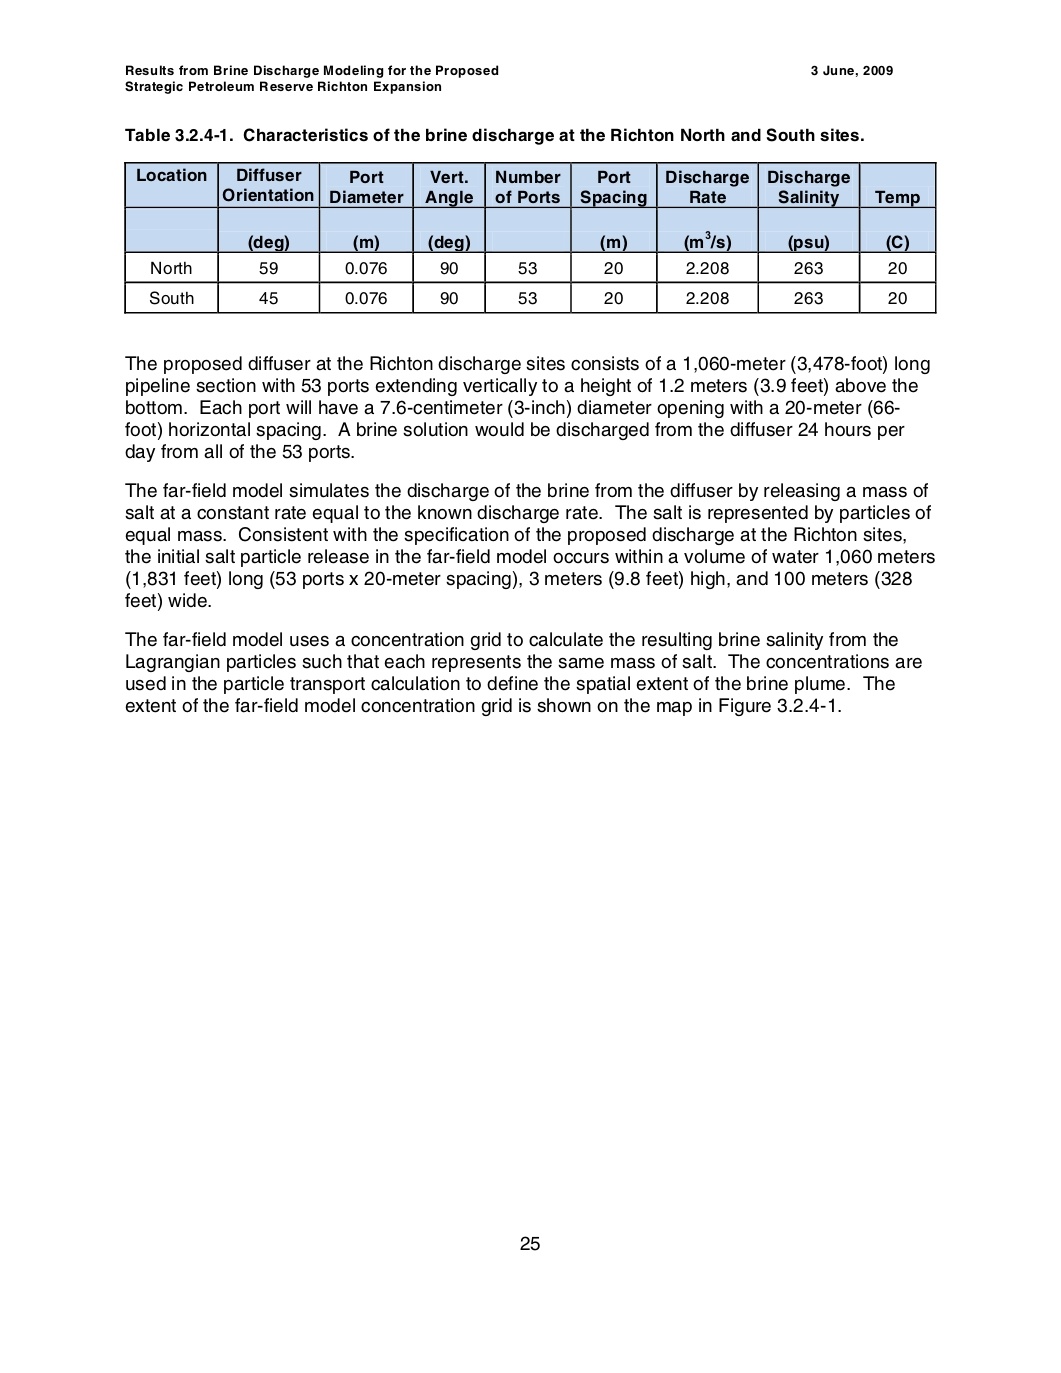 Results from Brine Discharge Modeling for the Proposed 3 June, 2009
Strategic Petroleum Reserve Richton Expansion
Table 3.2.4-1. Characteristics of the brine discharge at the Richton North and South sites.
Location Diffuser Orientation Port Diameter Vert. Angle Number of Ports Port Spacing Discharge Rate Discharge Salinity Temp
(deg) (m) (deg) (m) (m³/s) (psu) (C)
North 59 0.076 90 53 20 2.208 263 20
South 45 0.076 90 53 20 2.208 263 20
The proposed diffuser at the Richton discharge sites consists of a 1,060-meter (3,478-foot) long
pipeline section with 53 ports extending vertically to a height of 1.2 meters (3.9 feet) above the
bottom. Each port will have a 7.6-centimeter (3-inch) diameter opening with a 20-meter (66-
foot) horizontal spacing. A brine solution would be discharged from the diffuser 24 hours per
day from all of the 53 ports.
The far-field model simulates the discharge of the brine from the diffuser by releasing a mass of
salt at a constant rate equal to the known discharge rate. The salt is represented by particles of
equal mass. Consistent with the specification of the proposed discharge at the Richton sites,
the initial salt particle release in the far-field model occurs within a volume of water 1,060 meters
(1,831 feet) long (53 ports x 20-meter spacing), 3 meters (9.8 feet) high, and 100 meters (328
feet) wide.
The far-field model uses a concentration grid to calculate the resulting brine salinity from the
Lagrangian particles such that each represents the same mass of salt. The concentrations are
used in the particle transport calculation to define the spatial extent of the brine plume. The
extent of the far-field model concentration grid is shown on the map in Figure 3.2.4-1.
25